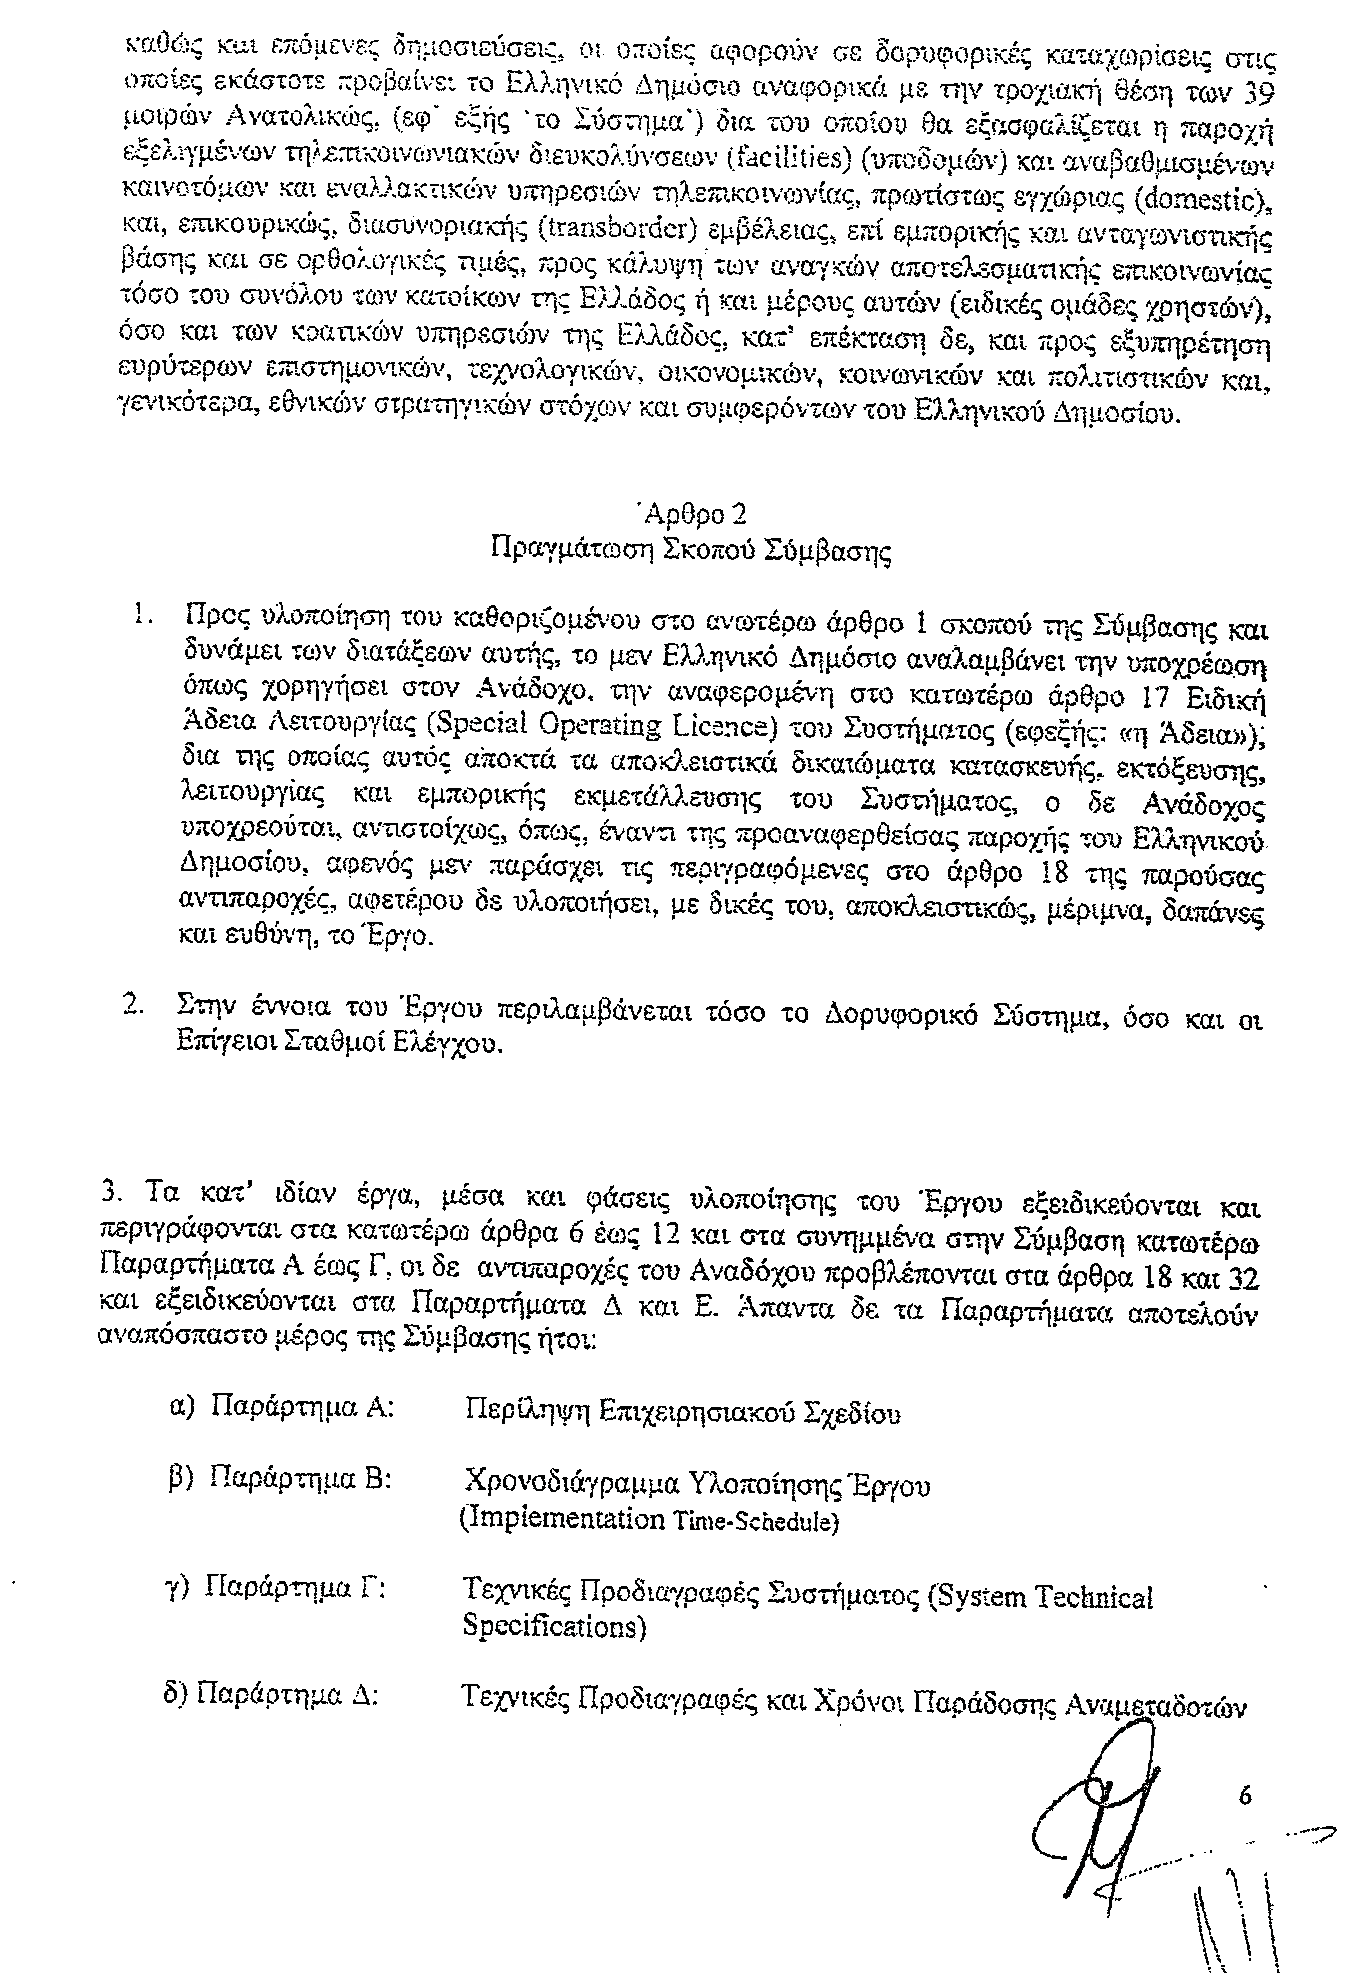 καθώς και επόμενες δημοσιεύσεις, οι οποίες αφορούν σε δορυφορικές καταχωρίσεις στις
οποίες εκάστοτε προβαίνει το Ελληνικό Δημόσιο αναφορικά με την τροχιακή θέση των 39
μοιρών Ανατολικώς, (εφ' εξής 'το Σύστημα') δια του οποίου θα εξασφαλίζεται η παροχή
εξελιγμένων τηλεπικοινωνιακών διευκολύνσεων (facilities) (υποδομών) και αναβαθμισμένων
καινοτόμων και εναλλακτικών υπηρεσιών τηλεπικοινωνίας, πρωτίστως εγχώριας (domestic),
και, επικουρικώς, διασυνοριακής (transborder) εμβέλειας, επί εμπορικής και ανταγωνιστικής
βάσης και σε ορθολογικές τιμές, προς κάλυψη των αναγκών αποτελεσματικής επικοινωνίας
τόσο του συνόλου των κατοίκων της Ελλάδος ή και μέρους αυτών (ειδικές ομάδες χρηστών),
όσο και των κρατικών υπηρεσιών της Ελλάδος, κατ' επέκταση δε, και προς εξυπηρέτηση
ευρύτερων επιστημονικών, τεχνολογικών, οικονομικών, κοινωνικών και πολιτιστικών και,
γενικότερα, εθνικών στρατηγικών στόχων και συμφερόντων του Ελληνικού Δημοσίου.
Άρθρο 2
Πραγμάτωση Σκοπού Σύμβασης
1. Προς υλοποίηση του καθοριζομένου στο ανωτέρω άρθρο 1 σκοπού της Σύμβασης και
δυνάμει των διατάξεων αυτής, το μεν Ελληνικό Δημόσιο αναλαμβάνει την υποχρέωση
όπως χορηγήσει στον Ανάδοχο, την αναφερομένη στο κατωτέρω άρθρο 17 Ειδική
Άδεια Λειτουργίας (Special Operating Licence) του Συστήματος (εφεξής: «η Άδεια»),
δια της οποίας αυτός αποκτά τα αποκλειστικά δικαιώματα κατασκευής, εκτόξευσης,
λειτουργίας και εμπορικής εκμετάλλευσης του Συστήματος, ο δε Ανάδοχος
υποχρεούται, αντιστοίχως, όπως, έναντι της προαναφερθείσας παροχής του Ελληνικού
Δημοσίου, αφενός μεν παράσχει τις περιγραφόμενες στο άρθρο 18 της παρούσας
αντιπαροχές, αφετέρου δε υλοποιήσει, με δικές του, αποκλειστικώς, μέριμνα, δαπάνες
και ευθύνη, το Έργο.
2. Στην έννοια του Έργου περιλαμβάνεται τόσο το Δορυφορικό Σύστημα, όσο και οι
Επίγειοι Σταθμοί Ελέγχου.
3. Τα κατ' ιδίαν έργα, μέσα και φάσεις υλοποίησης του Έργου εξειδικεύονται και
περιγράφονται στα κατωτέρω άρθρα 6 έως 12 και στα συνημμένα στην Σύμβαση κατωτέρω
Παραρτήματα Α έως Γ, οι δε αντιπαροχές του Αναδόχου προβλέπονται στα άρθρα 18 και 32
και εξειδικεύονται στα Παραρτήματα Δ και Ε. Άπαντα δε τα Παραρτήματα αποτελούν
αναπόσπαστο μέρος της Σύμβασης ήτοι:
α) Παράρτημα Α: Περίληψη Επιχειρησιακού Σχεδίου
β) Παράρτημα Β: Χρονοδιάγραμμα Υλοποίησης Έργου
(Implementation Time-Schedule)
γ) Παράρτημα Γ: Τεχνικές Προδιαγραφές Συστήματος (System Technical
Specifications)
δ) Παράρτημα Δ: Τεχνικές Προδιαγραφές και Χρόνοι Παράδοσης Αναμεταδοτών
6